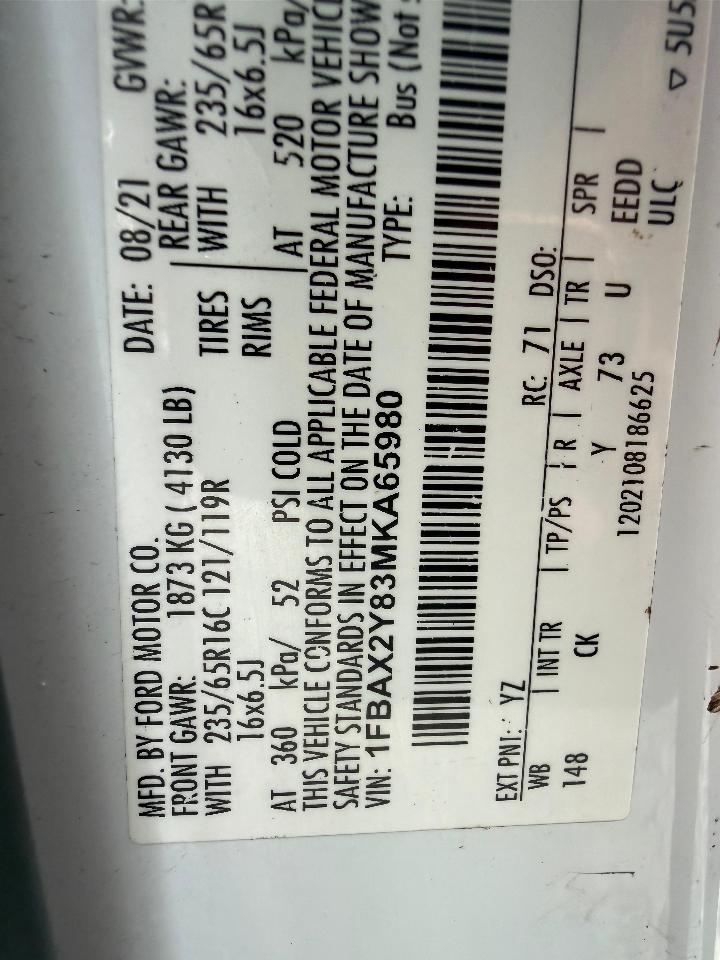 MFD. BY FORD MOTOR CO. DATE: 08/21 GVWR:
FRONT GAWR: 1873 KG ( 4130 LB) REAR GAWR:
WITH 235/65R16C 121/119R TIRES WITH 235/65R
16x6.5J RIMS 16x6.5J
AT 360 kPa/ 52 PSI COLD AT 520 kPa/
THIS VEHICLE CONFORMS TO ALL APPLICABLE FEDERAL MOTOR VEHICL
SAFETY STANDARDS IN EFFECT ON THE DATE OF MANUFACTURE SHOW
VIN: 1FBAX2Y83MKA65980 TYPE: Bus (Not
EXT PNT: YZ RC: 71 DSO:
WB | INT TR | TP/PS | R | AXLE | TR | SPR |
148 CK Y 73 U EEDD
1202108186625 ULC ▽ 5U5